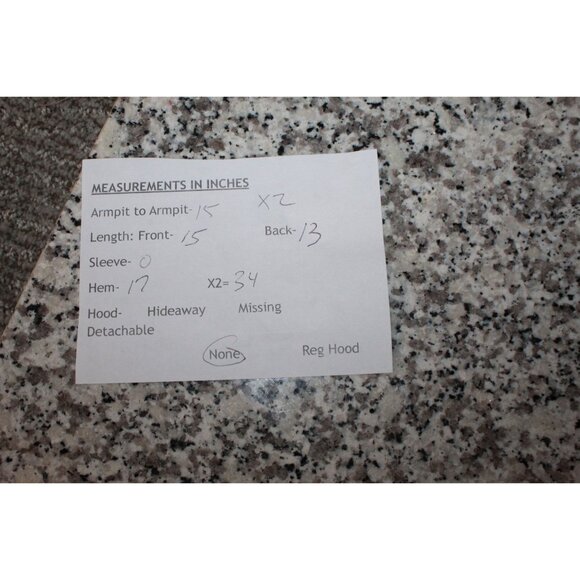 MEASUREMENTS IN INCHES
Armpit to Armpit- 15 X2
Length: Front- 15 Back- 13
Sleeve- 0
Hem- 17 X2= 34
Hood- Hideaway Missing
Detachable
None Reg Hood